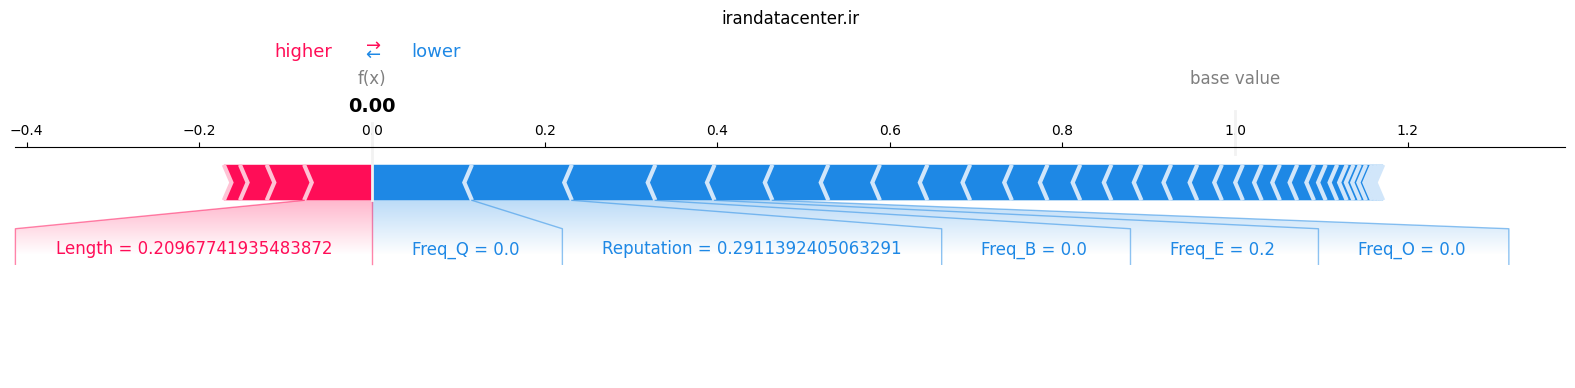 irandatacenter.ir
higher ⇄ lower
f(x) base value
0.00
−0.4 −0.2 0.0 0.2 0.4 0.6 0.8 1.0 1.2
Length = 0.20967741935483872 Freq_Q = 0.0 Reputation = 0.2911392405063291 Freq_B = 0.0 Freq_E = 0.2 Freq_O = 0.0